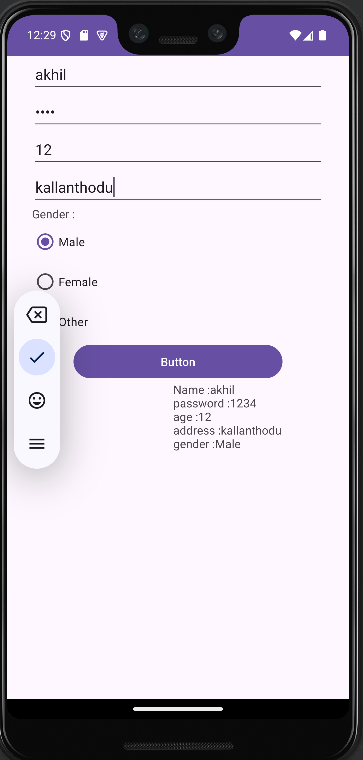 12:29
akhil
••••
12
kallanthodu
Gender :
Male
Female
Other
Button
Name :akhil
password :1234
age :12
address :kallanthodu
gender :Male